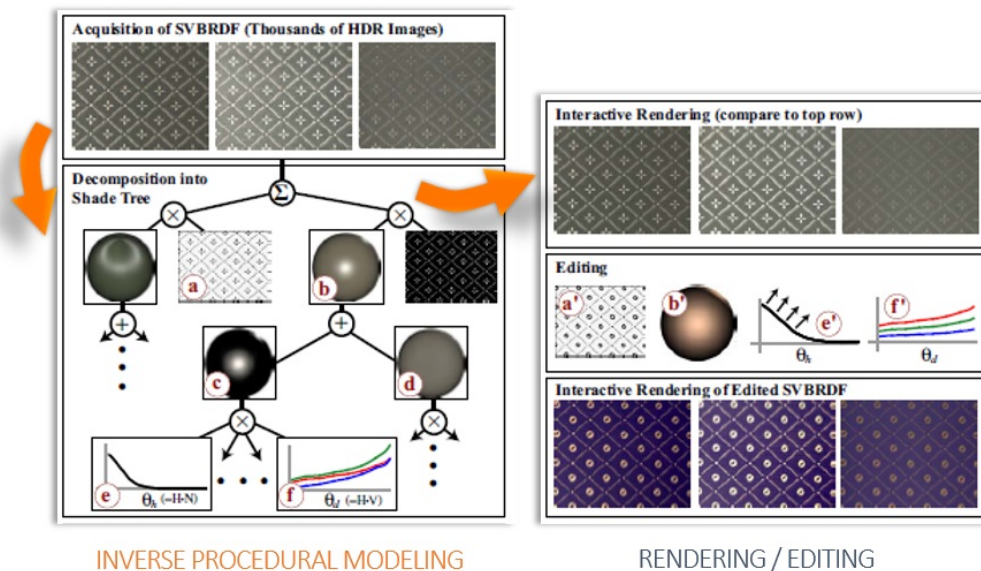 Acquisition of SVBRDF (Thousands of HDR Images)
Decomposition into
Shade Tree
Σ
×
×
a
b
+
+
c
d
×
×
e
θh (=H·N)
f
θd (=H·V)
INVERSE PROCEDURAL MODELING
Interactive Rendering (compare to top row)
Editing
a'
b'
e'
θh
f'
θd
Interactive Rendering of Edited SVBRDF
RENDERING / EDITING